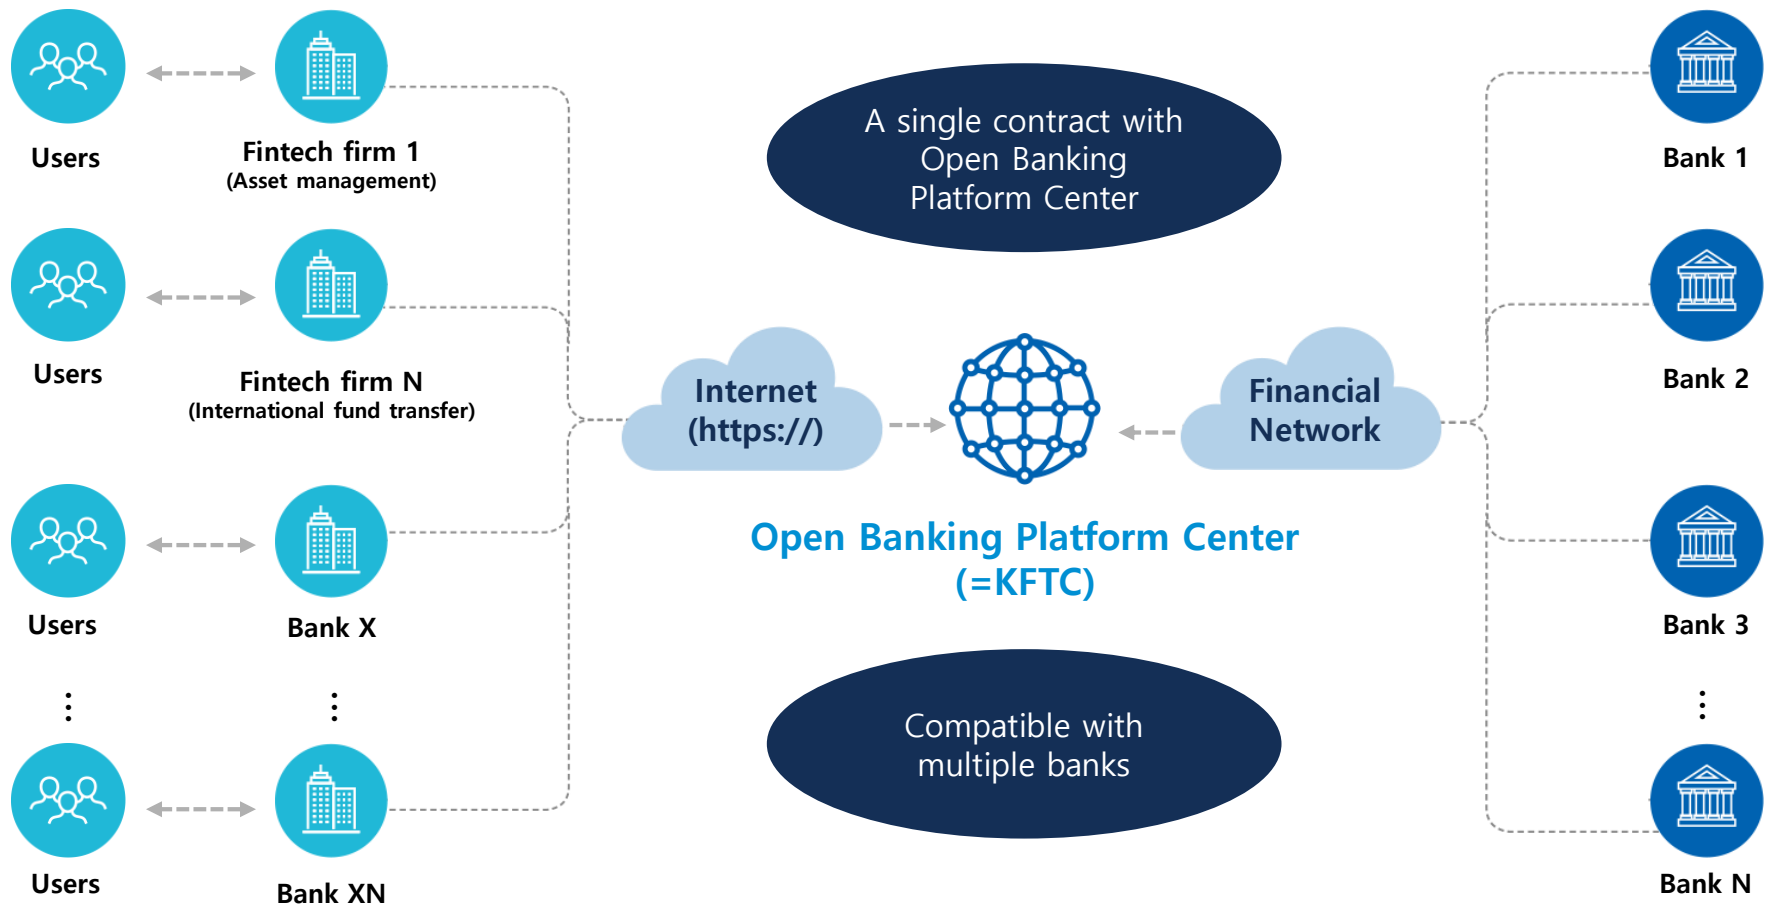 Users
Fintech firm 1
(Asset management)
Users
Fintech firm N
(International fund transfer)
Users
Bank X
⋮
⋮
Users
Bank XN
A single contract with
Open Banking
Platform Center
Internet
(https://)
Financial
Network
Open Banking Platform Center
(=KFTC)
Compatible with
multiple banks
Bank 1
Bank 2
Bank 3
⋮
Bank N